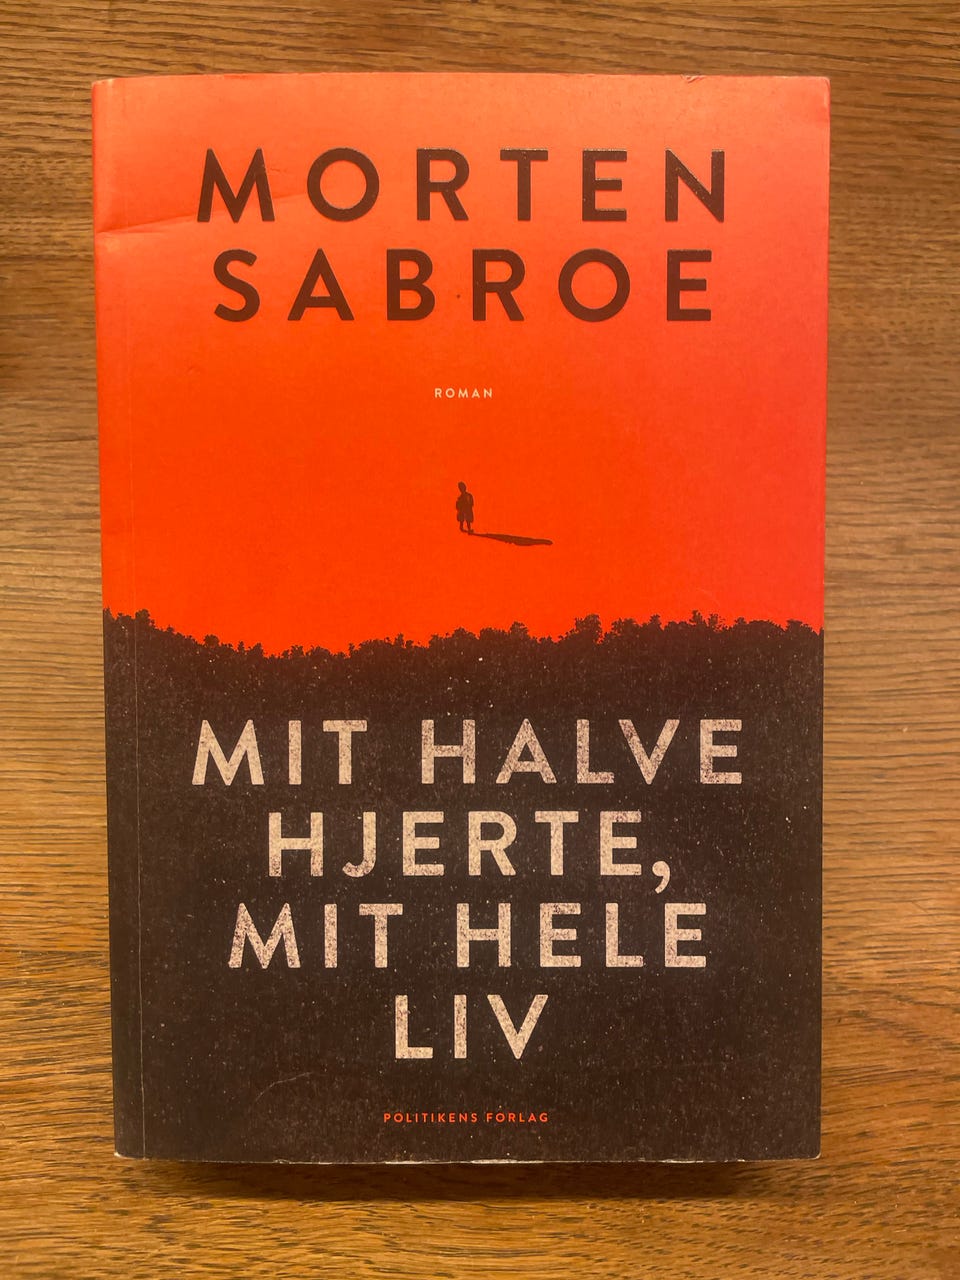 MORTEN
SABROE
ROMAN
MIT HALVE
HJERTE,
MIT HELE
LIV
POLITIKENS FORLAG